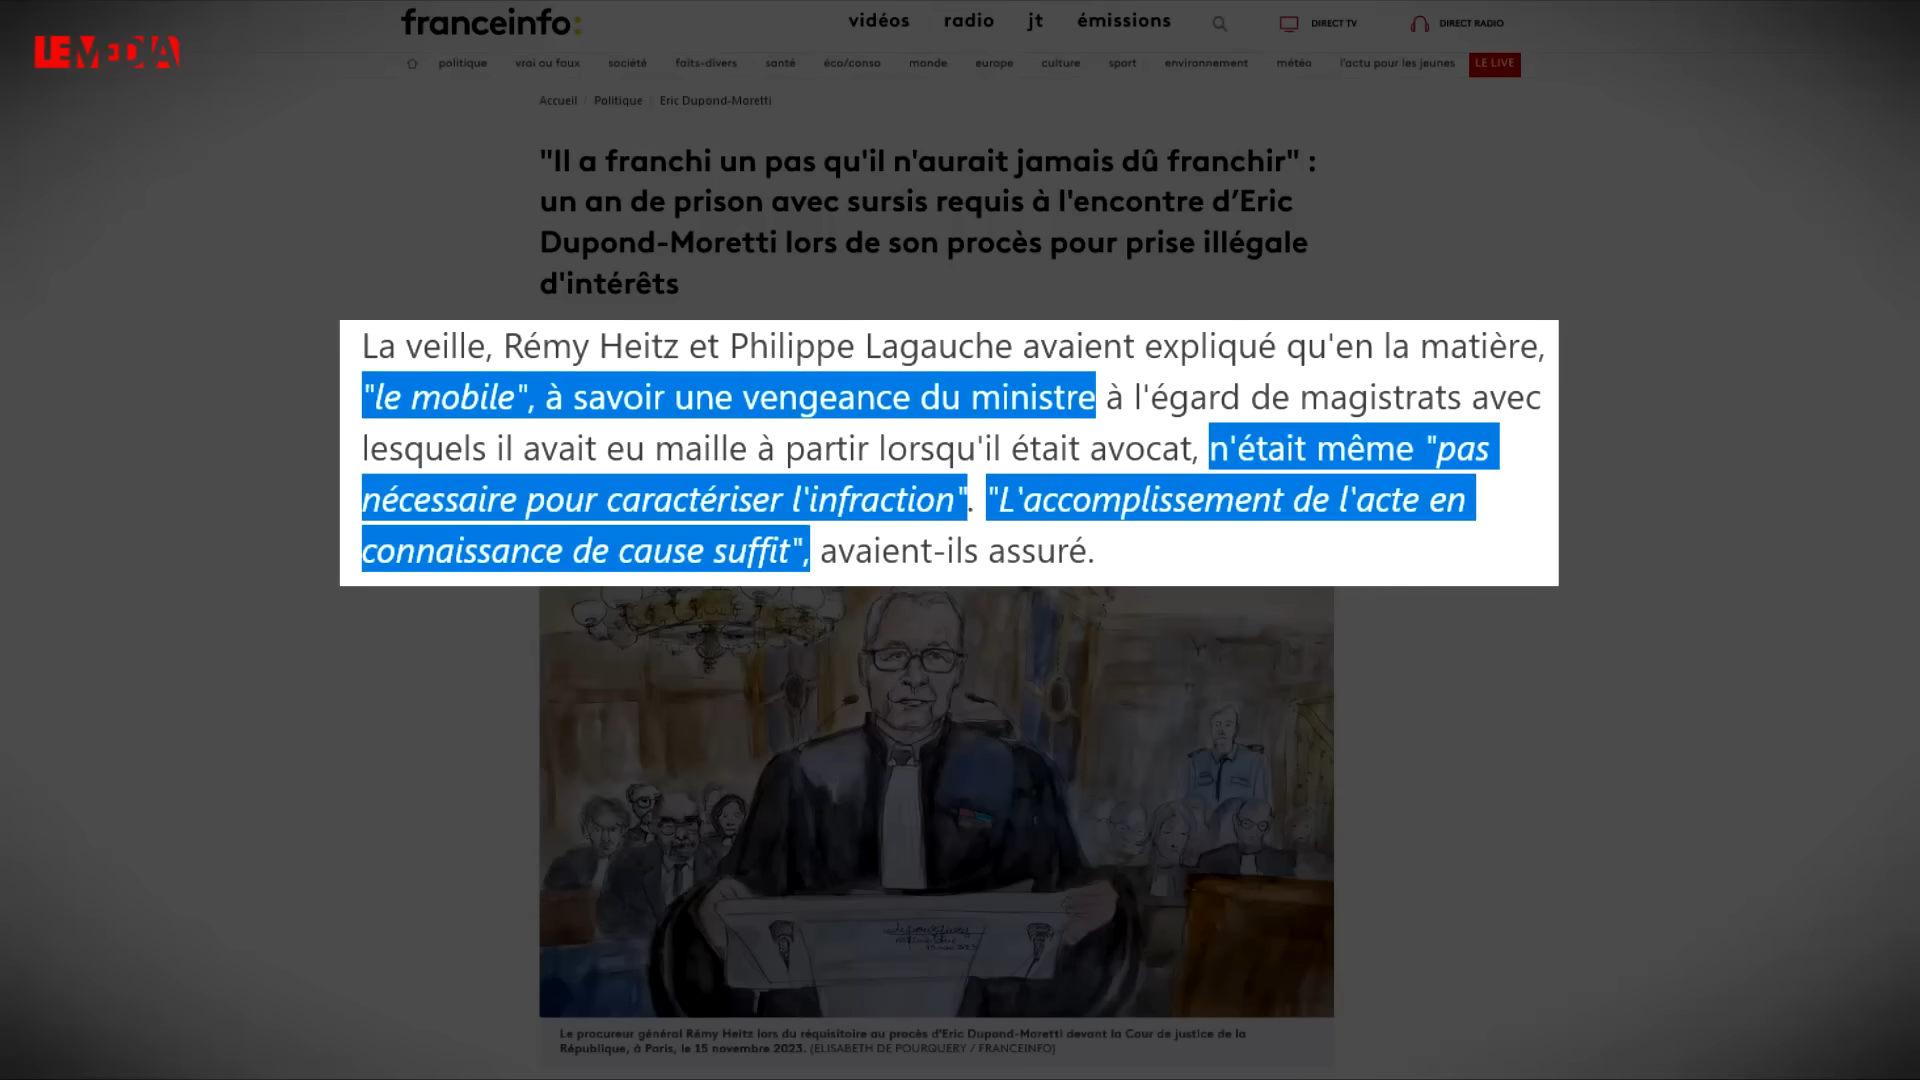 franceinfo:
vidéos radio jt émissions DIRECT TV DIRECT RADIO
LEMEDIA
politique vrai ou faux société faits-divers santé éco/conso monde europe culture sport environnement météo l'actu pour les jeunes LE LIVE
Accueil / Politique / Eric Dupond-Moretti
"Il a franchi un pas qu'il n'aurait jamais dû franchir" :
un an de prison avec sursis requis à l'encontre d’Eric
Dupond-Moretti lors de son procès pour prise illégale
d'intérêts
La veille, Rémy Heitz et Philippe Lagauche avaient expliqué qu'en la matière,
"le mobile", à savoir une vengeance du ministre à l'égard de magistrats avec
lesquels il avait eu maille à partir lorsqu'il était avocat, n'était même "pas
nécessaire pour caractériser l'infraction". "L'accomplissement de l'acte en
connaissance de cause suffit", avaient-ils assuré.
Le procureur général Rémy Heitz lors du réquisitoire au procès d'Eric Dupond-Moretti devant la Cour de justice de la
République, à Paris, le 15 novembre 2023. (ELISABETH DE POURQUERY / FRANCEINFO)